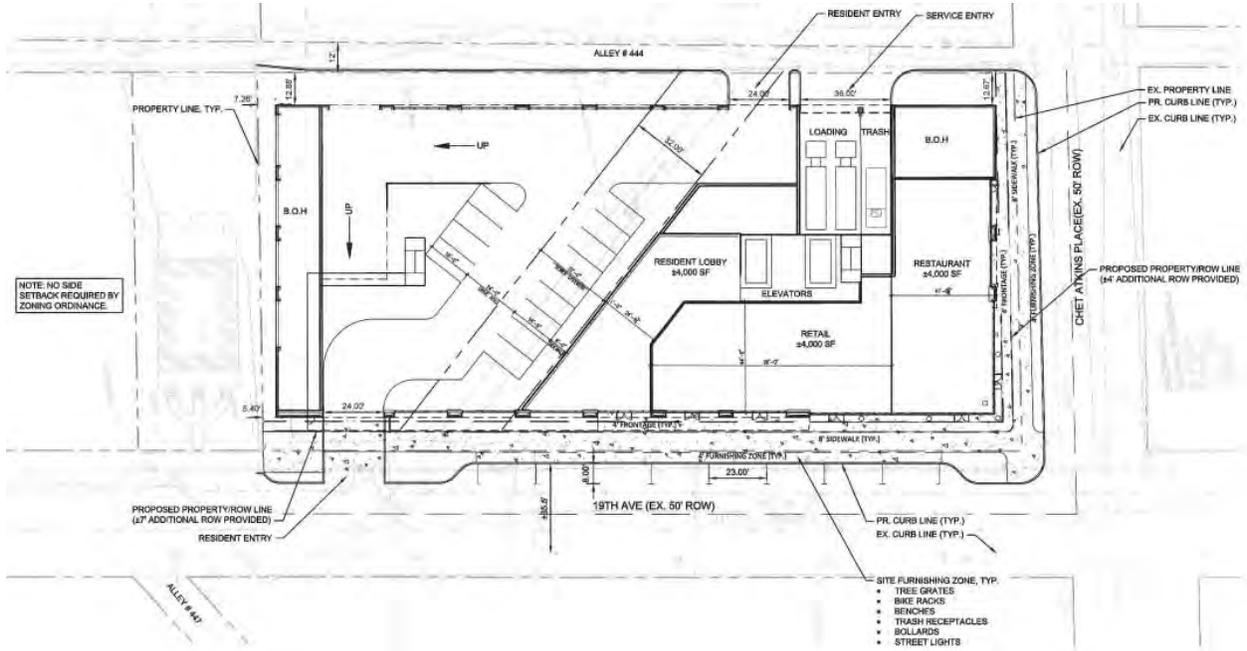 RESIDENT ENTRY
SERVICE ENTRY
ALLEY # 444
12'
12.88'
7.26'
PROPERTY LINE, TYP.
24.00'
36.00'
12.67'
EX. PROPERTY LINE
PR. CURB LINE (TYP.)
EX. CURB LINE (TYP.)
UP
LOADING
TRASH
B.O.H
32.00'
8' SIDEWALK (TYP.)
UP
B.O.H
CHET ATKINS PLACE(EX. 50' ROW)
RESIDENT LOBBY
±4,000 SF
RESTAURANT
±4,000 SF
PROPOSED PROPERTY/ROW LINE
(±4' ADDITIONAL ROW PROVIDED)
NOTE: NO SIDE
SETBACK REQUIRED BY
ZONING ORDINANCE.
ELEVATORS
6' FRONTAGE (TYP.)
FURNISHING ZONE (TYP.)
RETAIL
±4,000 SF
5.40'
24.00'
4' FRONTAGE (TYP.)
8' SIDEWALK (TYP.)
4' FURNISHING ZONE (TYP.)
8.00'
23.00'
19TH AVE (EX. 50' ROW)
PROPOSED PROPERTY/ROW LINE
(±7' ADDITIONAL ROW PROVIDED)
RESIDENT ENTRY
±35.5'
PR. CURB LINE (TYP.)
EX. CURB LINE (TYP.)
ALLEY # 447
SITE FURNISHING ZONE, TYP.
• TREE GRATES
• BIKE RACKS
• BENCHES
• TRASH RECEPTACLES
• BOLLARDS
• STREET LIGHTS